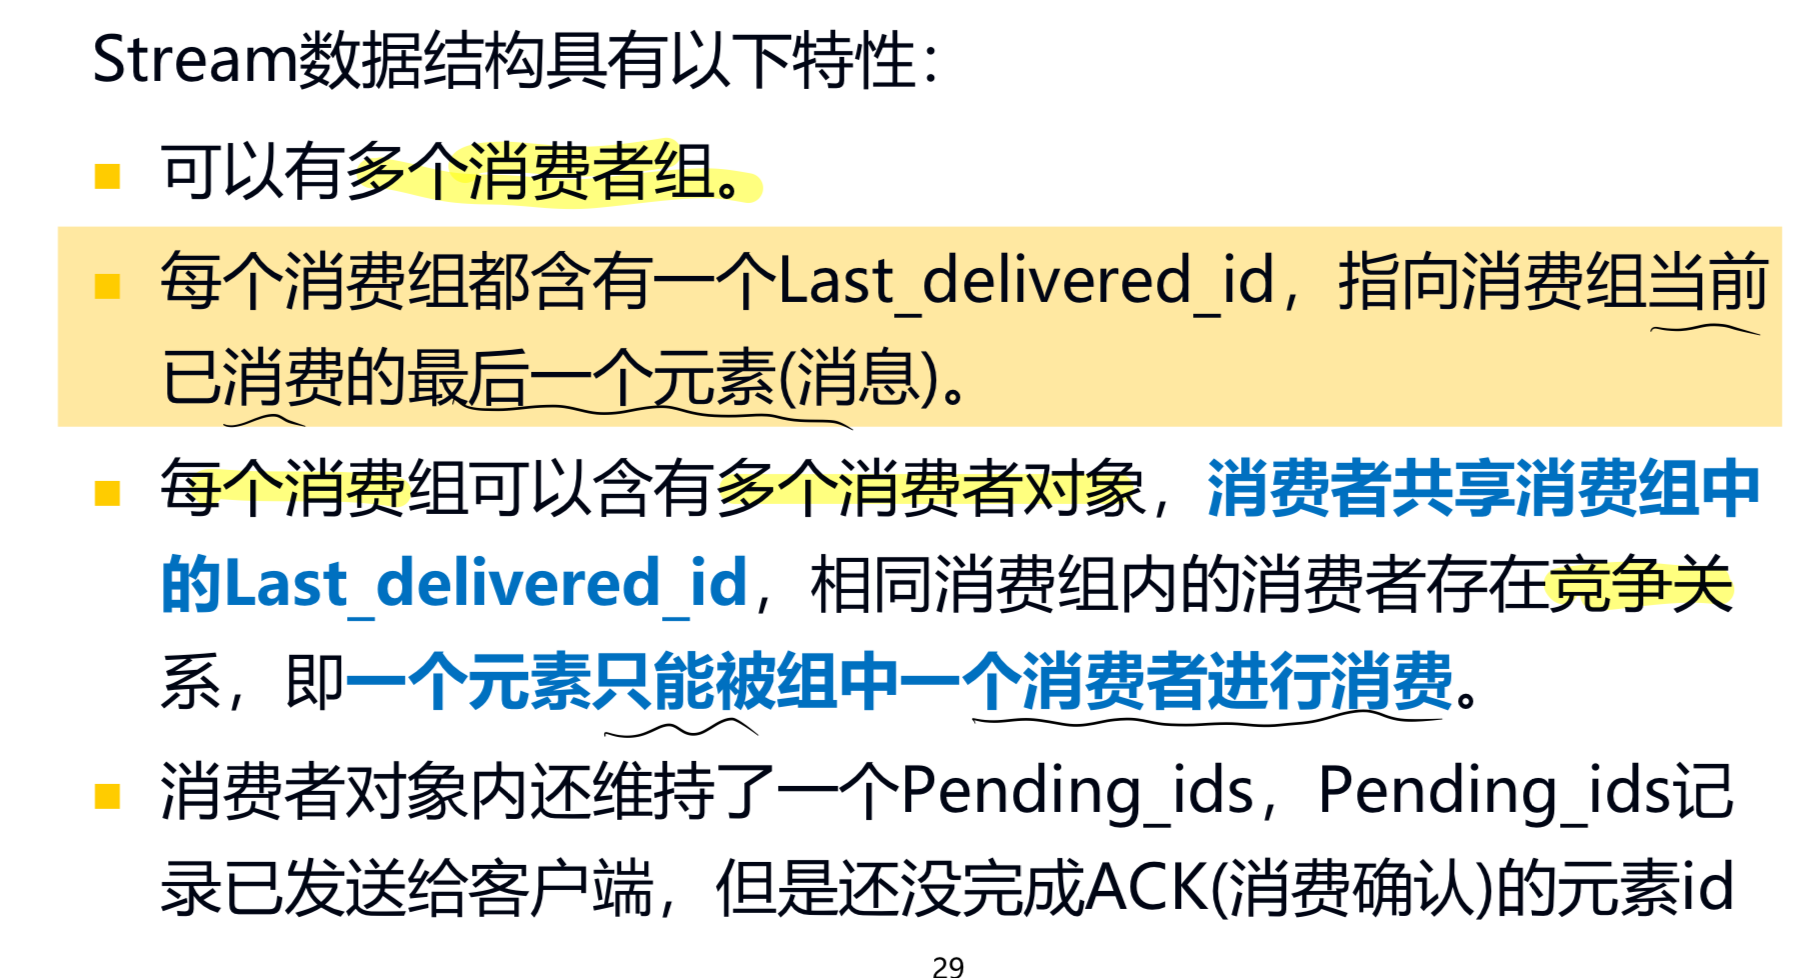 Stream数据结构具有以下特性：
可以有多个消费者组。
每个消费组都含有一个Last_delivered_id，指向消费组当前
已消费的最后一个元素(消息)。
每个消费组可以含有多个消费者对象，消费者共享消费组中
的Last_delivered_id，相同消费组内的消费者存在竞争关
系，即一个元素只能被组中一个消费者进行消费。
消费者对象内还维持了一个Pending_ids，Pending_ids记
录已发送给客户端，但是还没完成ACK(消费确认)的元素id
29